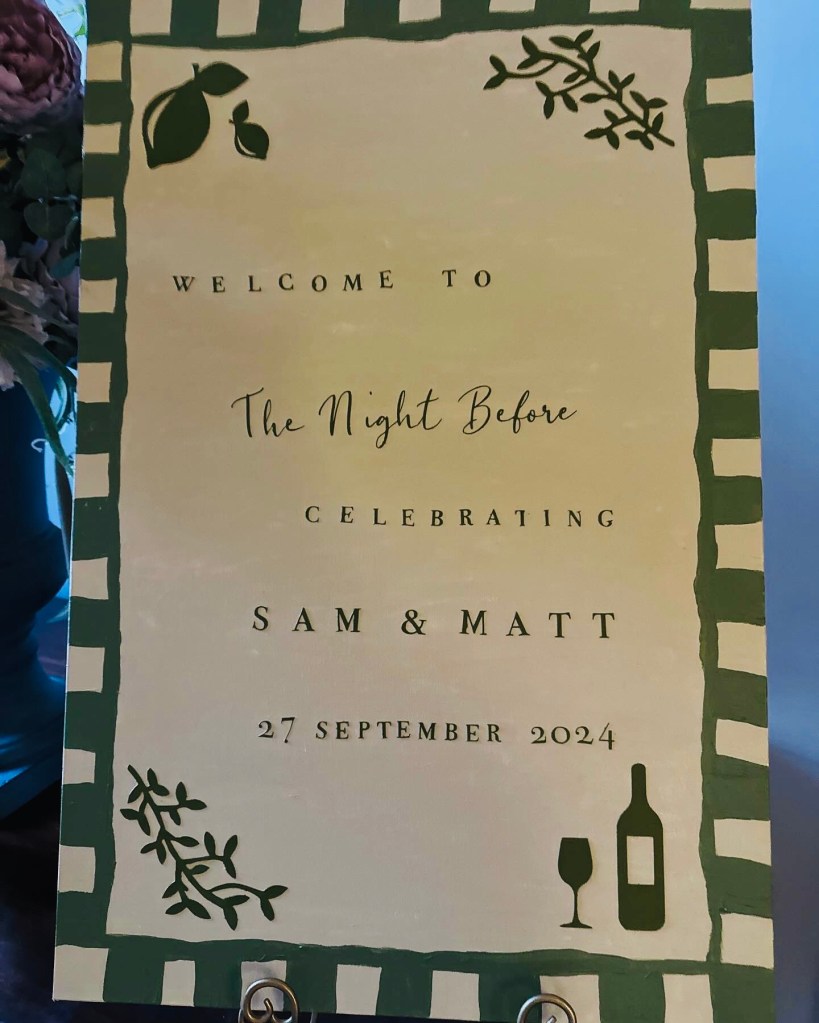 WELCOME TO
The Night Before
CELEBRATING
SAM & MATT
27 SEPTEMBER 2024